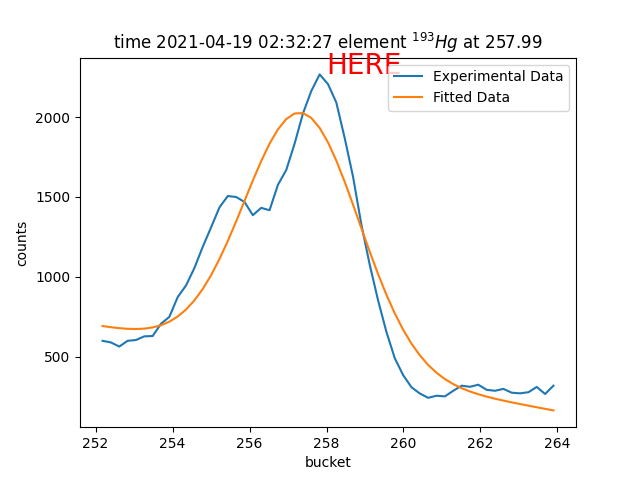 time 2021-04-19 02:32:27 element ¹⁹³Hg at 257.99
HERE
Experimental Data
Fitted Data
counts
2000
1500
1000
500
252 254 256 258 260 262 264
bucket